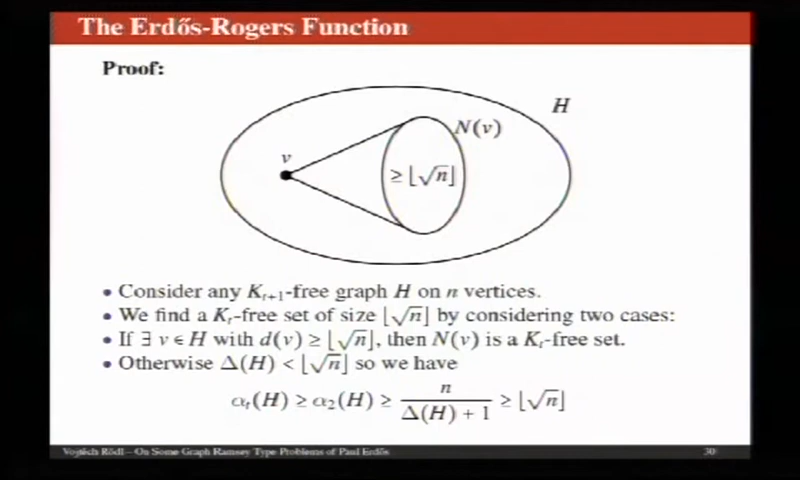 The Erdős-Rogers Function
Proof:
H
N(v)
v
≥ ⌊√n⌋
• Consider any K_{t+1}-free graph H on n vertices.
• We find a K_t-free set of size ⌊√n⌋ by considering two cases:
• If ∃ v ∈ H with d(v) ≥ ⌊√n⌋, then N(v) is a K_t-free set.
• Otherwise Δ(H) < ⌊√n⌋ so we have
α_t(H) ≥ α_2(H) ≥ n / (Δ(H) + 1) ≥ ⌊√n⌋
Vojtěch Rödl—On Some Graph Ramsey Type Problems of Paul Erdős
30